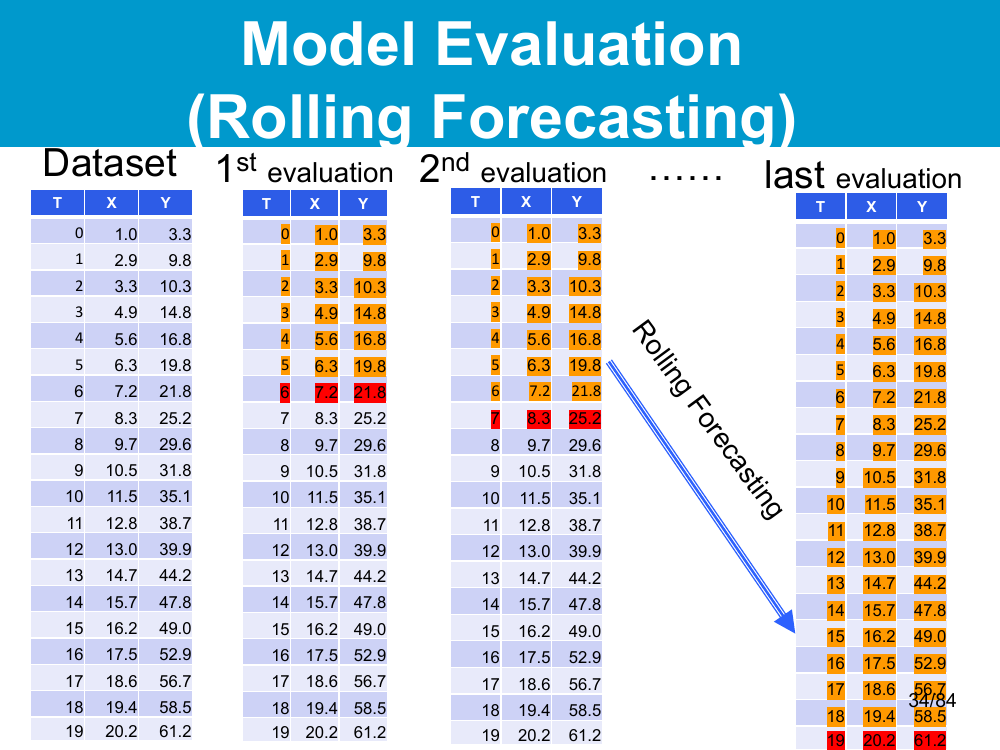 Model Evaluation
(Rolling Forecasting)
Dataset
T X Y
0 1.0 3.3
1 2.9 9.8
2 3.3 10.3
3 4.9 14.8
4 5.6 16.8
5 6.3 19.8
6 7.2 21.8
7 8.3 25.2
8 9.7 29.6
9 10.5 31.8
10 11.5 35.1
11 12.8 38.7
12 13.0 39.9
13 14.7 44.2
14 15.7 47.8
15 16.2 49.0
16 17.5 52.9
17 18.6 56.7
18 19.4 58.5
19 20.2 61.2
1st evaluation
T X Y
0 1.0 3.3
1 2.9 9.8
2 3.3 10.3
3 4.9 14.8
4 5.6 16.8
5 6.3 19.8
6 7.2 21.8
7 8.3 25.2
8 9.7 29.6
9 10.5 31.8
10 11.5 35.1
11 12.8 38.7
12 13.0 39.9
13 14.7 44.2
14 15.7 47.8
15 16.2 49.0
16 17.5 52.9
17 18.6 56.7
18 19.4 58.5
19 20.2 61.2
2nd evaluation
T X Y
0 1.0 3.3
1 2.9 9.8
2 3.3 10.3
3 4.9 14.8
4 5.6 16.8
5 6.3 19.8
6 7.2 21.8
7 8.3 25.2
8 9.7 29.6
9 10.5 31.8
10 11.5 35.1
11 12.8 38.7
12 13.0 39.9
13 14.7 44.2
14 15.7 47.8
15 16.2 49.0
16 17.5 52.9
17 18.6 56.7
18 19.4 58.5
19 20.2 61.2
......
Rolling Forecasting
last evaluation
T X Y
0 1.0 3.3
1 2.9 9.8
2 3.3 10.3
3 4.9 14.8
4 5.6 16.8
5 6.3 19.8
6 7.2 21.8
7 8.3 25.2
8 9.7 29.6
9 10.5 31.8
10 11.5 35.1
11 12.8 38.7
12 13.0 39.9
13 14.7 44.2
14 15.7 47.8
15 16.2 49.0
16 17.5 52.9
17 18.6 56.7
18 19.4 58.5
19 20.2 61.2
34/84